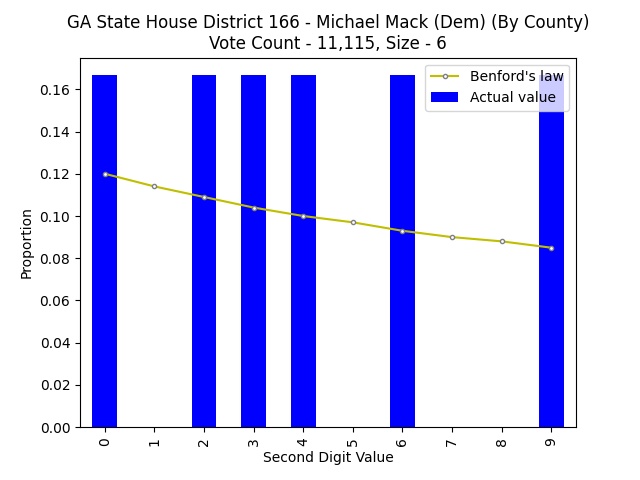 GA State House District 166 - Michael Mack (Dem) (By County)
Vote Count - 11,115, Size - 6
Benford's law
Actual value
Proportion
0.16
0.14
0.12
0.10
0.08
0.06
0.04
0.02
0.00
0 1 2 3 4 5 6 7 8 9
Second Digit Value